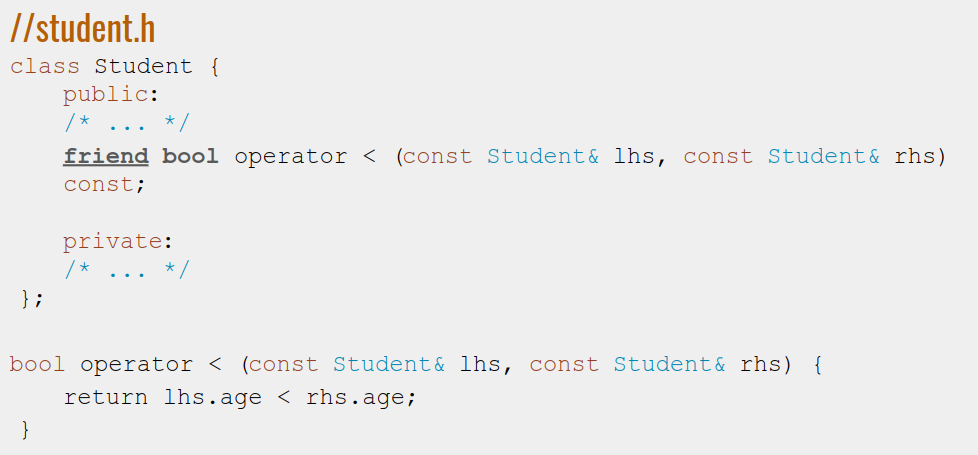 //student.h
class Student {
public:
/* ... */
friend bool operator < (const Student& lhs, const Student& rhs)
const;
private:
/* ... */
};
bool operator < (const Student& lhs, const Student& rhs) {
return lhs.age < rhs.age;
}